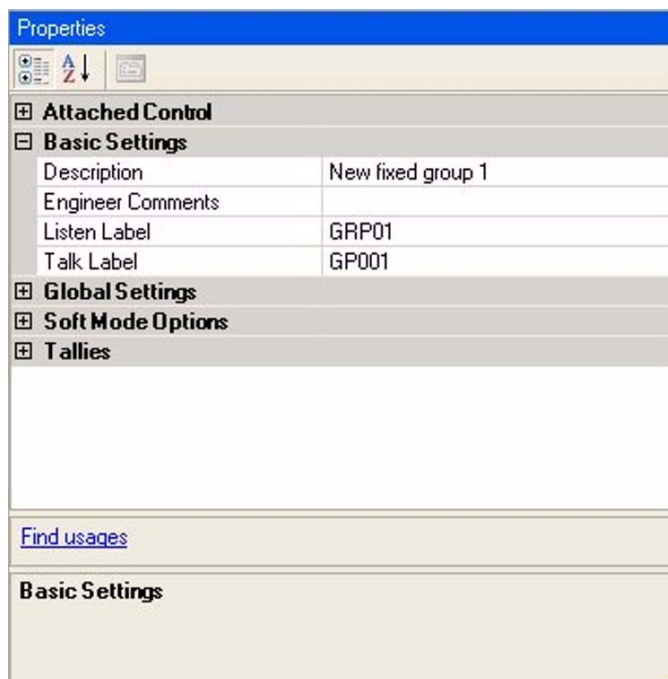 Properties
A Z
Attached Control
Basic Settings
Description New fixed group 1
Engineer Comments
Listen Label GRP01
Talk Label GP001
Global Settings
Soft Mode Options
Tallies
Find usages
Basic Settings